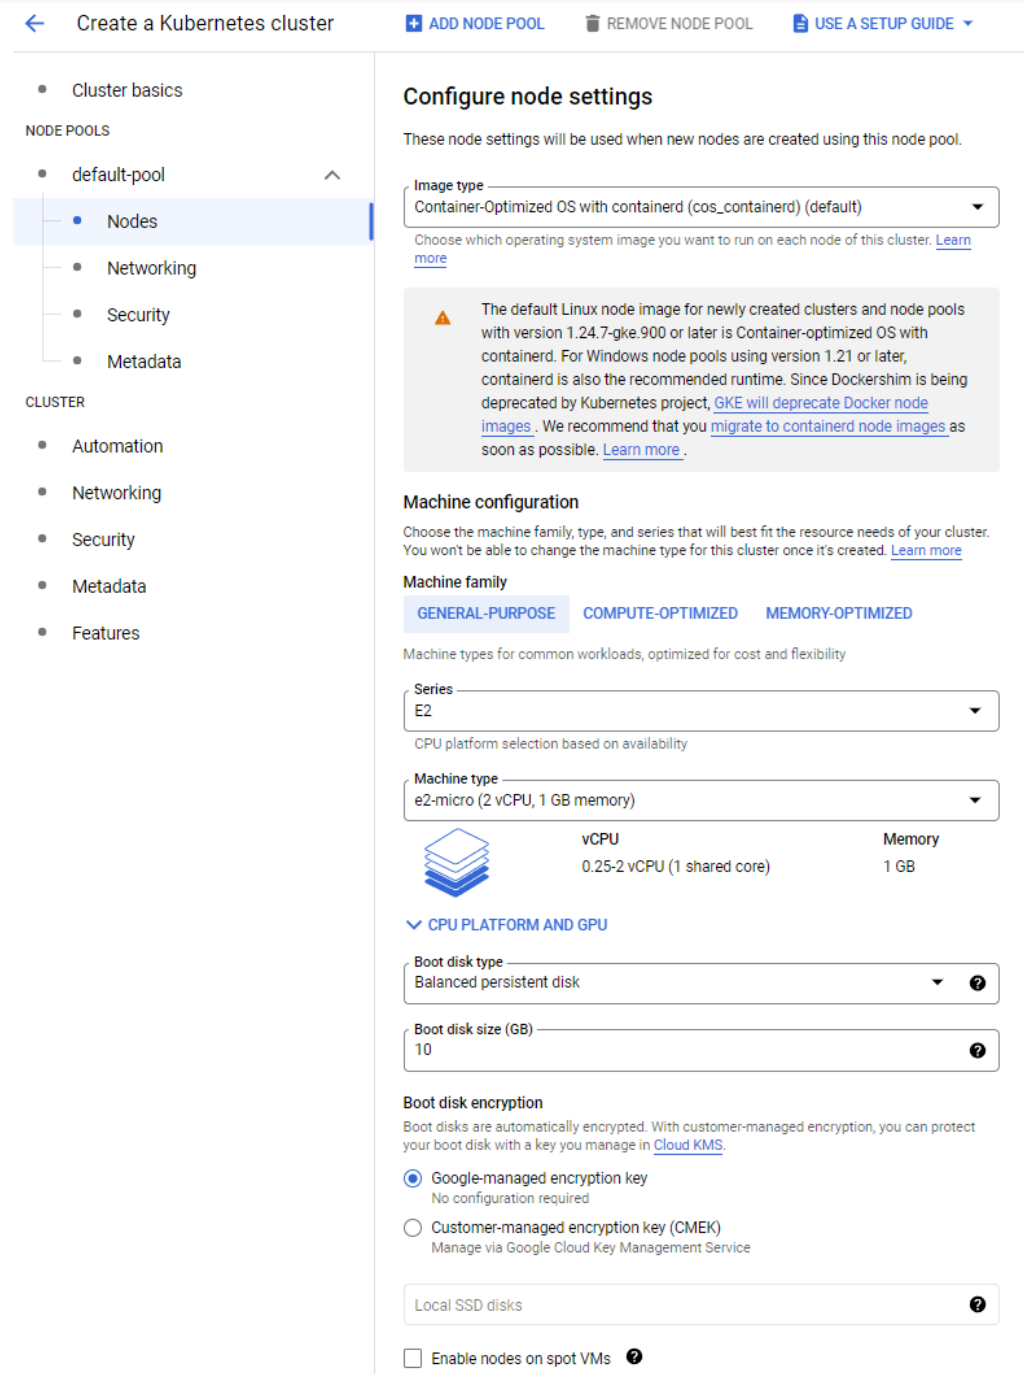 Create a Kubernetes cluster
ADD NODE POOL
REMOVE NODE POOL
USE A SETUP GUIDE
Cluster basics
NODE POOLS
default-pool
Nodes
Networking
Security
Metadata
CLUSTER
Automation
Networking
Security
Metadata
Features
Configure node settings
These node settings will be used when new nodes are created using this node pool.
Image type
Container-Optimized OS with containerd (cos_containerd) (default)
Choose which operating system image you want to run on each node of this cluster. Learn
more
The default Linux node image for newly created clusters and node pools
with version 1.24.7-gke.900 or later is Container-optimized OS with
containerd. For Windows node pools using version 1.21 or later,
containerd is also the recommended runtime. Since Dockershim is being
deprecated by Kubernetes project, GKE will deprecate Docker node
images . We recommend that you migrate to containerd node images as
soon as possible. Learn more .
Machine configuration
Choose the machine family, type, and series that will best fit the resource needs of your cluster.
You won't be able to change the machine type for this cluster once it's created. Learn more
Machine family
GENERAL-PURPOSE
COMPUTE-OPTIMIZED
MEMORY-OPTIMIZED
Machine types for common workloads, optimized for cost and flexibility
Series
E2
CPU platform selection based on availability
Machine type
e2-micro (2 vCPU, 1 GB memory)
vCPU
Memory
0.25-2 vCPU (1 shared core)
1 GB
CPU PLATFORM AND GPU
Boot disk type
Balanced persistent disk
Boot disk size (GB)
10
Boot disk encryption
Boot disks are automatically encrypted. With customer-managed encryption, you can protect
your boot disk with a key you manage in Cloud KMS.
Google-managed encryption key
No configuration required
Customer-managed encryption key (CMEK)
Manage via Google Cloud Key Management Service
Local SSD disks
Enable nodes on spot VMs